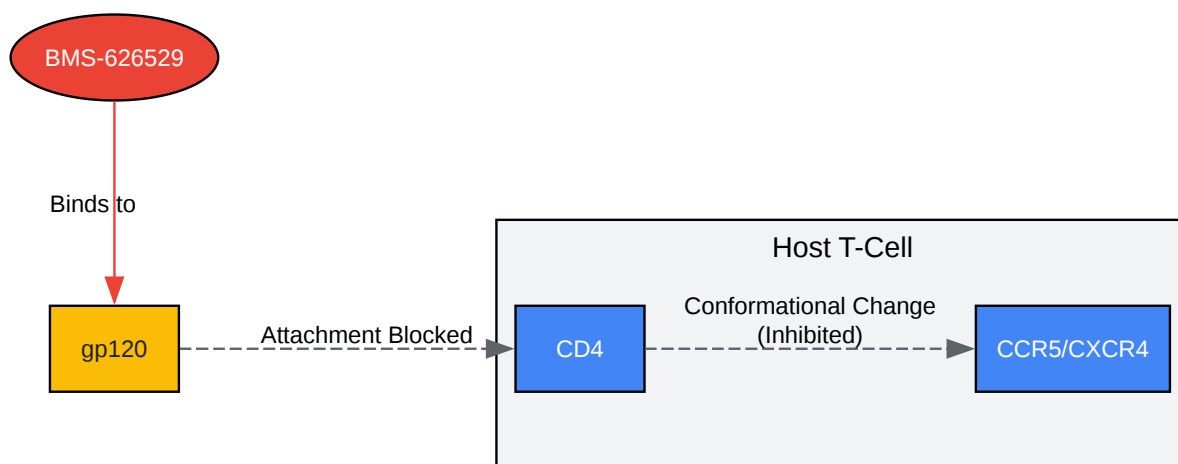 BMS-626529
Binds to
Host T-Cell
gp120
Attachment Blocked
CD4
Conformational Change
(Inhibited)
CCR5/CXCR4